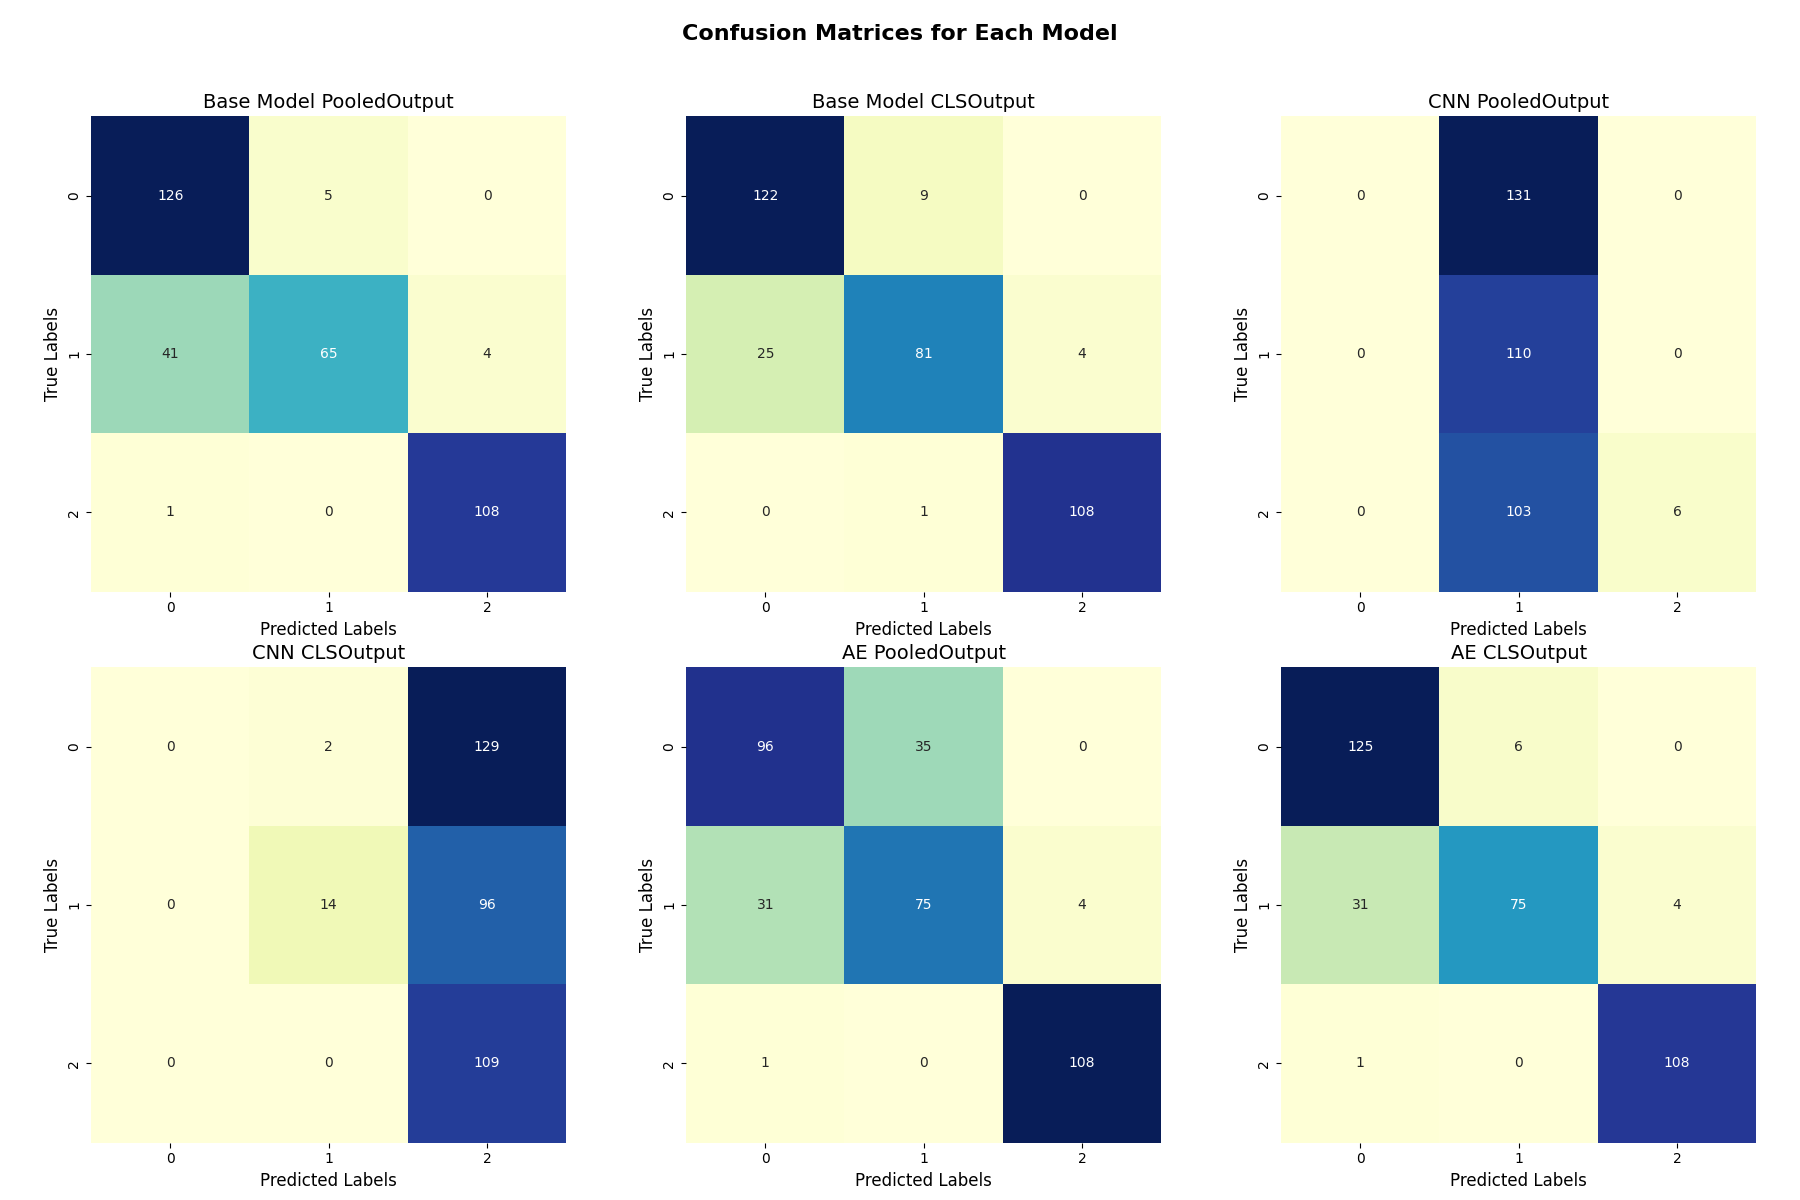 Confusion Matrices for Each Model
Base Model PooledOutput
True Labels
0 126 5 0
1 41 65 4
2 1 0 108
0 1 2
Predicted Labels
Base Model CLSOutput
True Labels
0 122 9 0
1 25 81 4
2 0 1 108
0 1 2
Predicted Labels
CNN PooledOutput
True Labels
0 0 131 0
1 0 110 0
2 0 103 6
0 1 2
Predicted Labels
CNN CLSOutput
True Labels
0 0 2 129
1 0 14 96
2 0 0 109
0 1 2
Predicted Labels
AE PooledOutput
True Labels
0 96 35 0
1 31 75 4
2 1 0 108
0 1 2
Predicted Labels
AE CLSOutput
True Labels
0 125 6 0
1 31 75 4
2 1 0 108
0 1 2
Predicted Labels